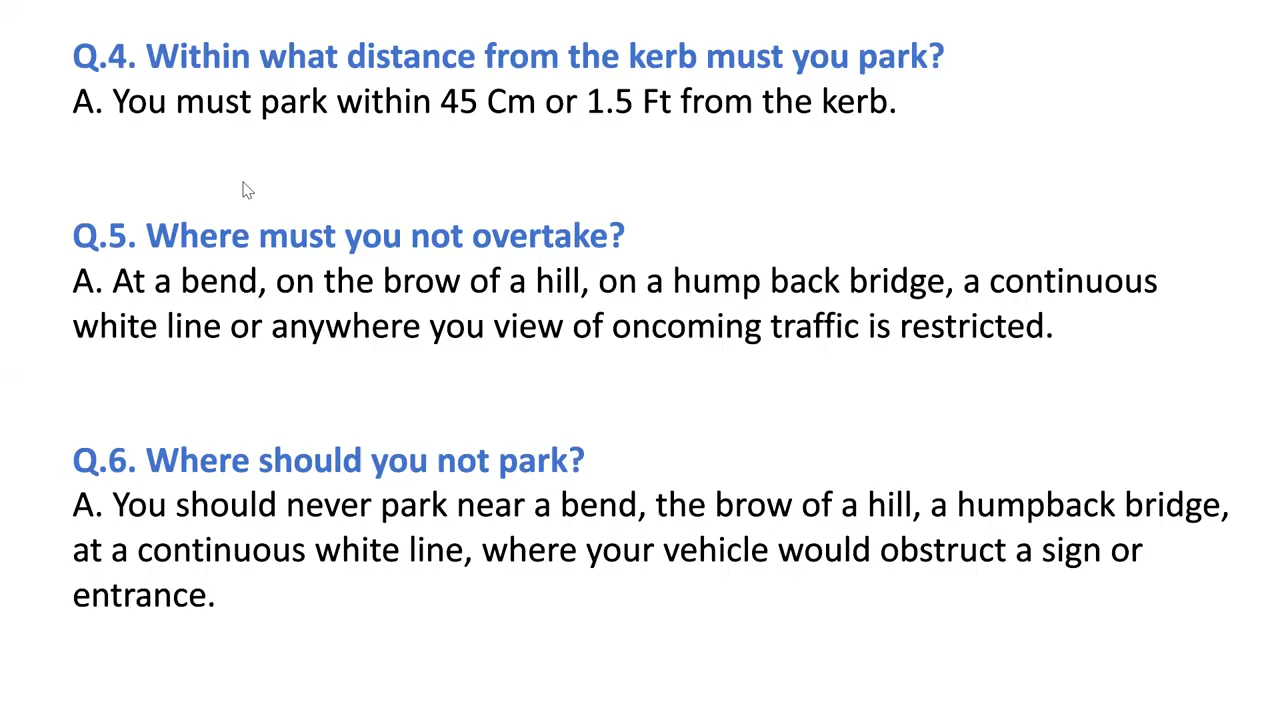 Q.4. Within what distance from the kerb must you park?
A. You must park within 45 Cm or 1.5 Ft from the kerb.
Q.5. Where must you not overtake?
A. At a bend, on the brow of a hill, on a hump back bridge, a continuous
white line or anywhere you view of oncoming traffic is restricted.
Q.6. Where should you not park?
A. You should never park near a bend, the brow of a hill, a humpback bridge,
at a continuous white line, where your vehicle would obstruct a sign or
entrance.